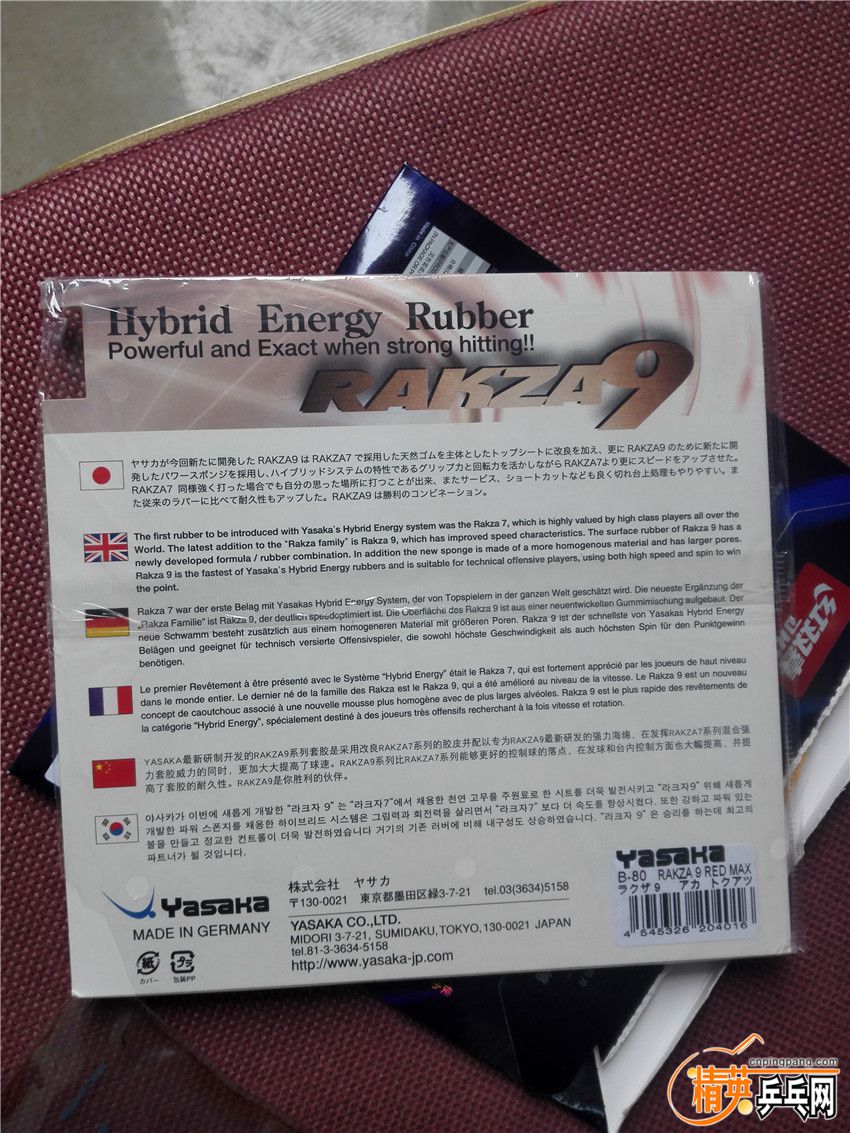 Made in China
Hybrid Energy Rubber
Powerful and Exact when strong hitting!!
RAKZA9
ヤサカが今回新たに開発したRAKZA9はRAKZA7で採用した天然ゴムを主体としたトップシートに改良を加え、更にRAKZA9のために新たに開
発したパワースポンジを採用し、ハイブリッドシステムの特性であるグリップ力と回転力を活かしながらRAKZA7より更にスピードをアップさせた。
RAKZA7 同様強く打った場合でも自分の思った場所に打つことが出来、またサービス、ショートカットなども良く切れ台上処理もやりやすい。ま
た従来のラバーに比べて耐久性もアップした。RAKZA9は勝利のコンビネーション。
The first rubber to be introduced with Yasaka's Hybrid Energy system was the Rakza 7, which is highly valued by high class players all over the
World. The latest addition to the "Rakza family" is Rakza 9, which has improved speed characteristics. The surface rubber of Rakza 9 has a
newly developed formula / rubber combination. In addition the new sponge is made of a more homogenous material and has larger pores.
Rakza 9 is the fastest of Yasaka's Hybrid Energy rubbers and is suitable for technical offensive players, using both high speed and spin to win
the point.
Rakza 7 war der erste Belag mit Yasakas Hybrid Energy System, der von Topspielern in der ganzen Welt geschätzt wird. Die neueste Ergänzung der
„Rakza Familie" ist Rakza 9, der deutlich speedoptimiert ist. Die Oberfläche des Rakza 9 ist aus einer neuentwickelten Gummimischung aufgebaut. Der
neue Schwamm besteht zusätzlich aus einem homogeneren Material mit größeren Poren. Rakza 9 ist der schnellste von Yasakas Hybrid Energy
Belägen und geeignet für technisch versierte Offensivspieler, die sowohl höchste Geschwindigkeit als auch höchsten Spin für den Punktgewinn
benötigen.
Le premier Revêtement à être présenté avec le Système "Hybrid Energy" était le Rakza 7, qui est fortement apprécié par les joueurs de haut niveau
dans le monde entier. Le dernier né de la famille des Rakza est le Rakza 9, qui a été amélioré au niveau de la vitesse. Le Rakza 9 est un nouveau
concept de caoutchouc associé à une nouvelle mousse plus homogène avec de plus larges alvéoles. Rakza 9 est le plus rapide des revêtements de
la catégorie "Hybrid Energy", spécialement destiné à des joueurs très offensifs recherchant à la fois vitesse et rotation.
YASAKA最新研制开发的RAKZA9系列套胶是采用改良RAKZA7系列的胶皮并配以专为RAKZA9最新研发的强力海绵，在发挥RAKZA7系列混合强
力套胶威力的同时，更加大大提高了球速。RAKZA9系列比RAKZA7系列能够更好的控制球的落点，在发球和台内控制方面也大幅提高，并提
高了套胶的耐久性。RAKZA9是你胜利的伙伴。
야사카가 이번에 새롭게 개발한 "라크자 9" 는 "라크자7"에서 채용한 천연 고무를 주원료로 한 시트를 더욱 발전시키고 "라크자9" 위해 새롭게
개발한 파워 스폰지를 채용한 하이브리드 시스템은 그립력과 회전력을 살리면서 "라크자7" 보다 더 속도를 향상시켰다. 또한 강하고 파워 있는
볼을 만들고 정교한 컨트롤이 더욱 발전하였습니다 거기의 기존 러버에 비해 내구성도 상승하였습니다. "라크자 9" 은 승리를 하는데 최고의
파트너가 될 것입니다.
Yasaka
MADE IN GERMANY
紙
カバー
プラ
包装PP
株式会社 ヤサカ
〒130-0021 東京都墨田区緑3-7-21 tel.03(3634)5158
YASAKA CO.,LTD.
MIDORI 3-7-21, SUMIDAKU, TOKYO, 130-0021 JAPAN
tel.81-3-3634-5158
http://www.yasaka-jp.com
Yasaka
B-80 RAKZA 9 RED MAX
ラクザ 9 アカ トクアツ
4 545326 204016
红双喜
cnpingpang.com
精英乒乓网